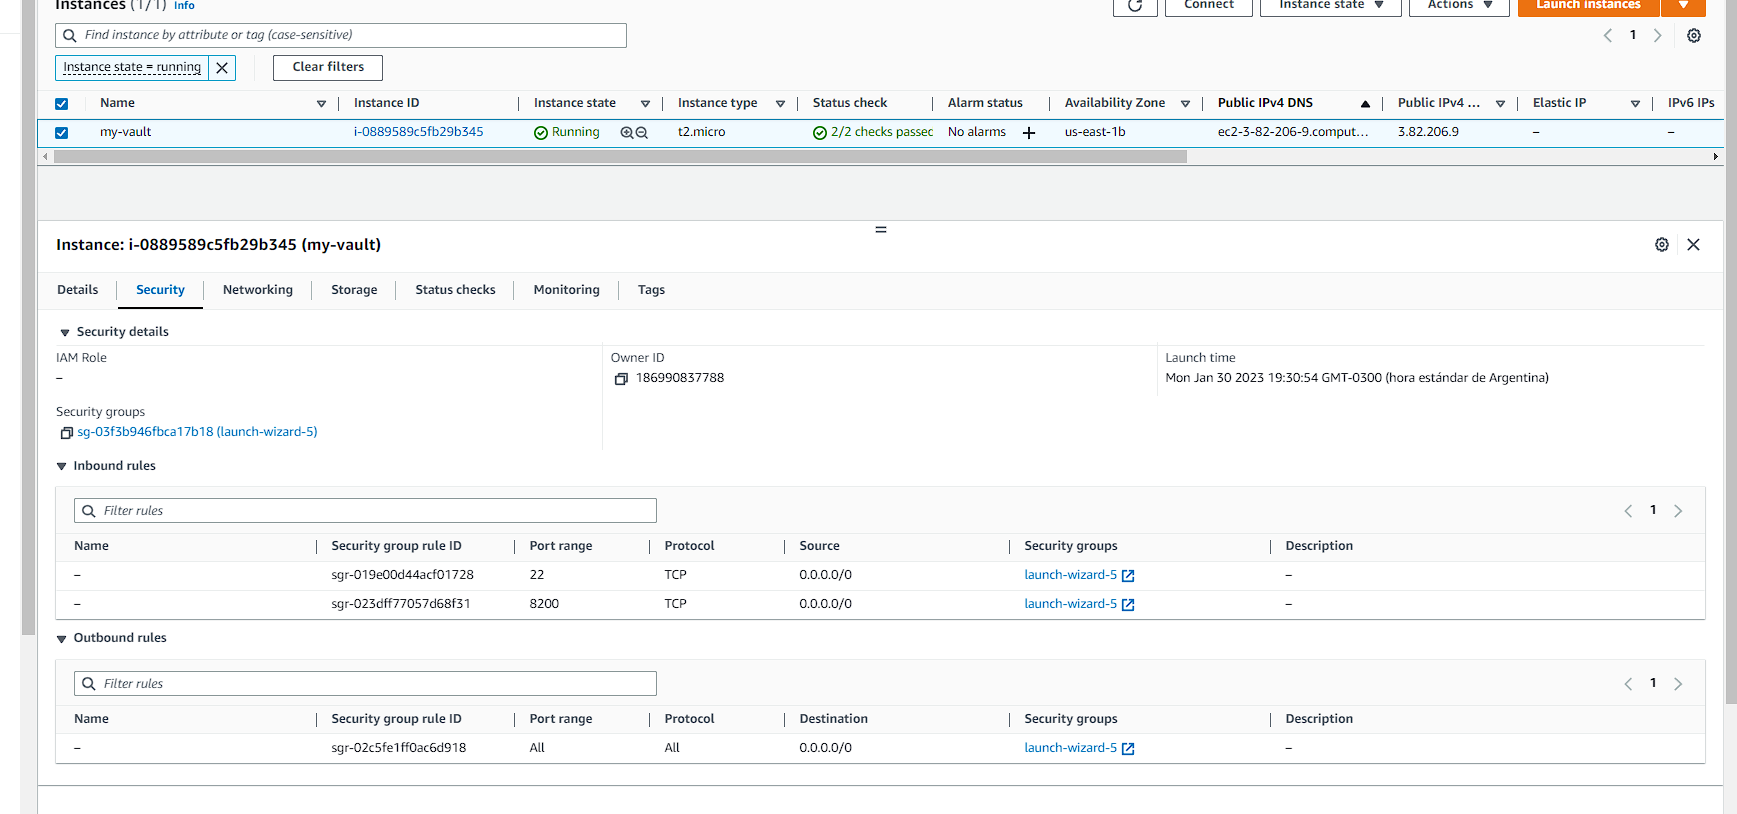 Instances (1/1) Info
Connect
Instance state
Actions
Launch instances
Find instance by attribute or tag (case-sensitive)
1
Instance state = running
Clear filters
Name Instance ID Instance state Instance type Status check Alarm status Availability Zone Public IPv4 DNS Public IPv4 ... Elastic IP IPv6 IPs
my-vault i-0889589c5fb29b345 Running t2.micro 2/2 checks passed No alarms + us-east-1b ec2-3-82-206-9.comput... 3.82.206.9 – –
Instance: i-0889589c5fb29b345 (my-vault)
Details Security Networking Storage Status checks Monitoring Tags
Security details
IAM Role Owner ID Launch time
– 186990837788 Mon Jan 30 2023 19:30:54 GMT-0300 (hora estándar de Argentina)
Security groups
sg-03f3b946fbca17b18 (launch-wizard-5)
Inbound rules
Filter rules
1
Name Security group rule ID Port range Protocol Source Security groups Description
– sgr-019e00d44acf01728 22 TCP 0.0.0.0/0 launch-wizard-5 –
– sgr-023dff77057d68f31 8200 TCP 0.0.0.0/0 launch-wizard-5 –
Outbound rules
Filter rules
1
Name Security group rule ID Port range Protocol Destination Security groups Description
– sgr-02c5fe1ff0ac6d918 All All 0.0.0.0/0 launch-wizard-5 –